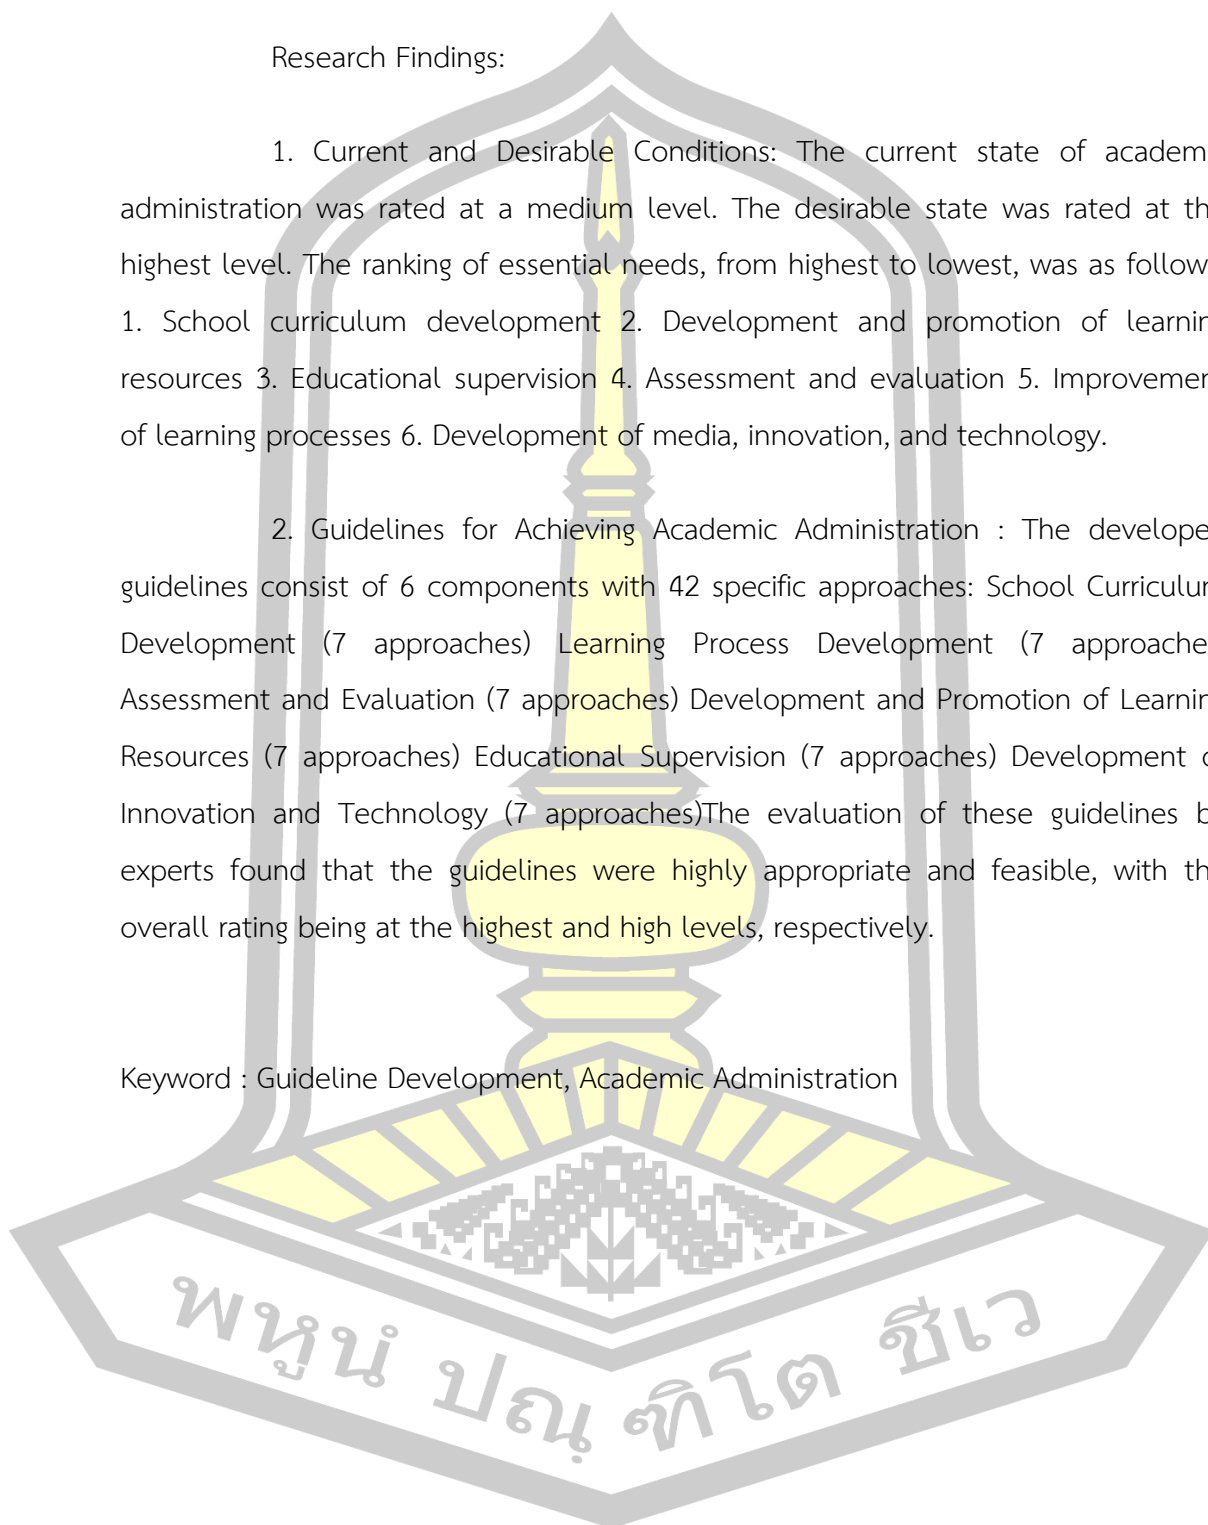 Research Findings:
1. Current and Desirable Conditions: The current state of academ
administration was rated at a medium level. The desirable state was rated at th
highest level. The ranking of essential needs, from highest to lowest, was as follow
1. School curriculum development 2. Development and promotion of learnin
resources 3. Educational supervision 4. Assessment and evaluation 5. Improvemen
of learning processes 6. Development of media, innovation, and technology.
2. Guidelines for Achieving Academic Administration : The develope
guidelines consist of 6 components with 42 specific approaches: School Curriculum
Development (7 approaches) Learning Process Development (7 approache
Assessment and Evaluation (7 approaches) Development and Promotion of Learnin
Resources (7 approaches) Educational Supervision (7 approaches) Development o
Innovation and Technology (7 approaches)The evaluation of these guidelines b
experts found that the guidelines were highly appropriate and feasible, with th
overall rating being at the highest and high levels, respectively.
Keyword : Guideline Development, Academic Administration
พหูนํ ปณฺฑิโต ชีเว